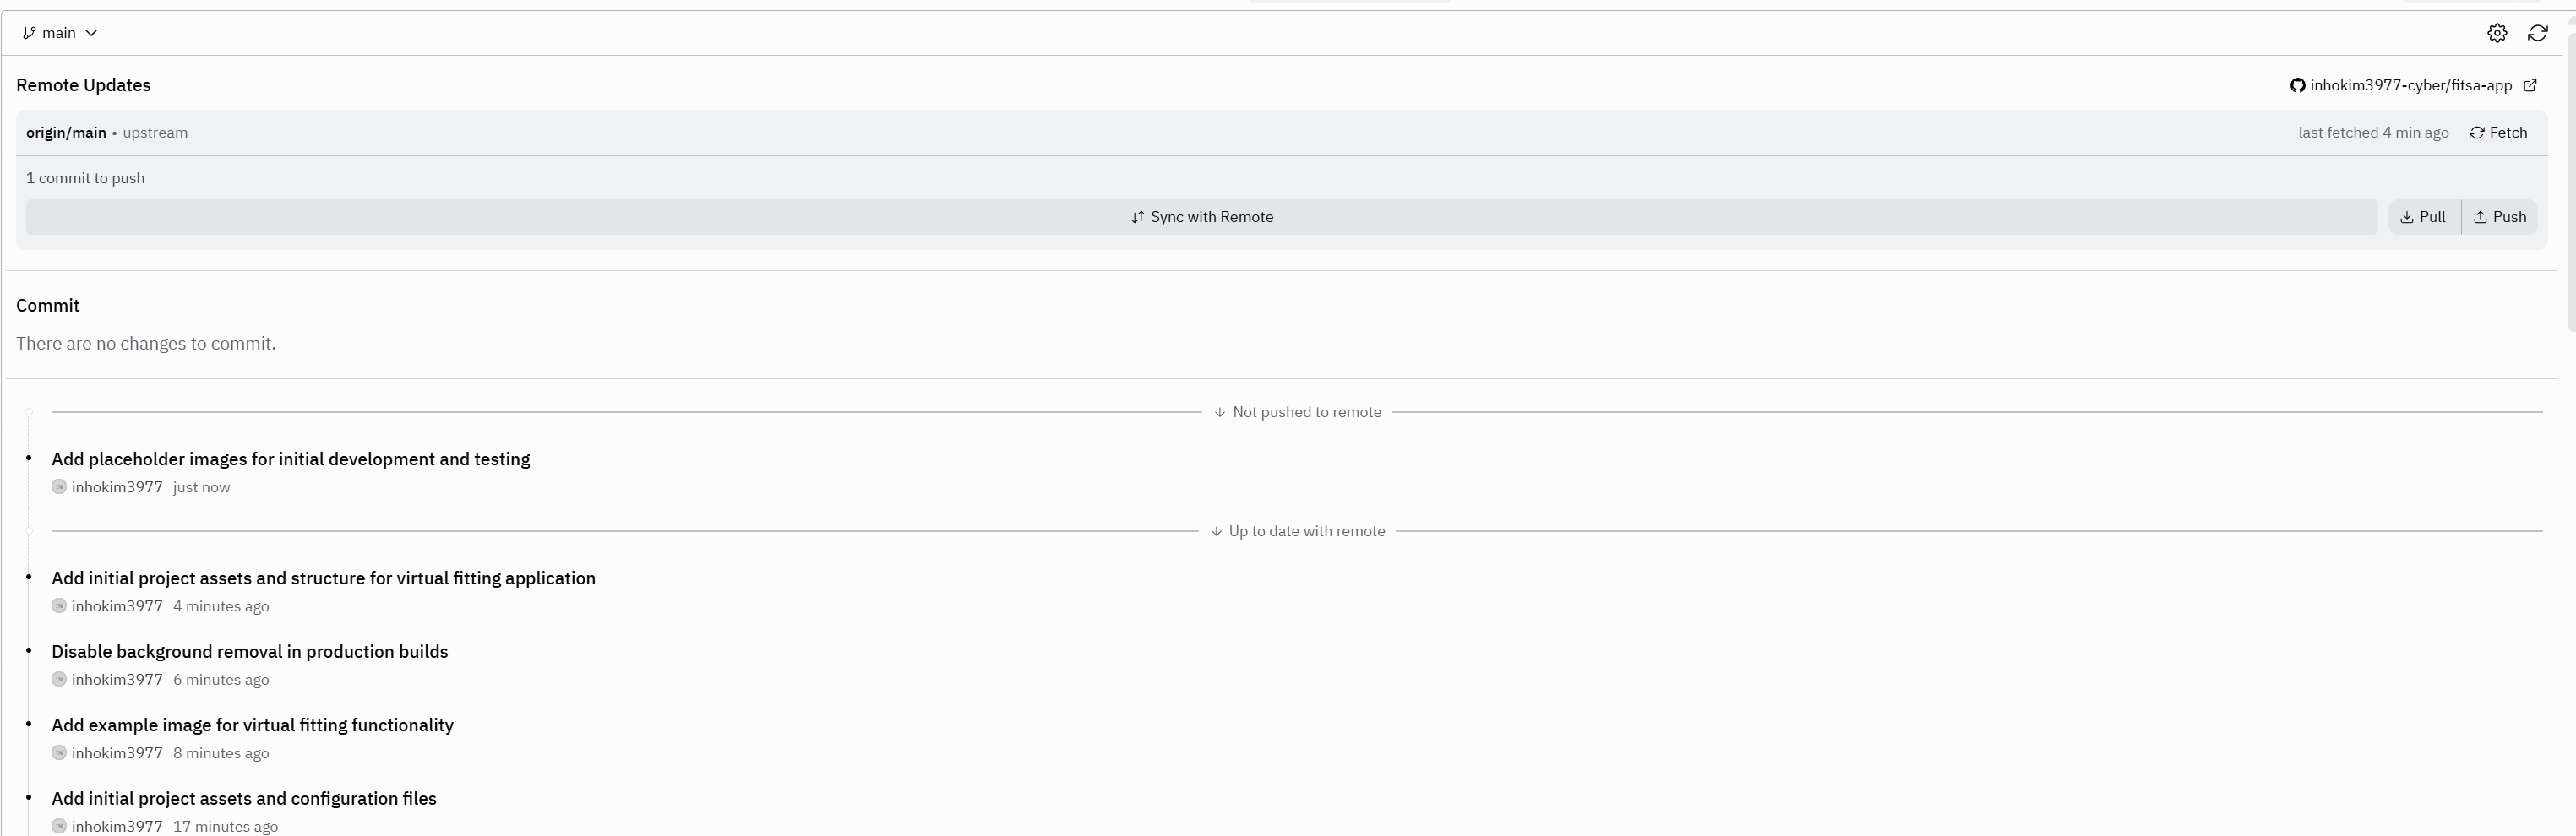 main
Remote Updates
inhokim3977-cyber/fitsa-app
origin/main • upstream
last fetched 4 min ago
Fetch
1 commit to push
Sync with Remote
Pull
Push
Commit
There are no changes to commit.
Not pushed to remote
Add placeholder images for initial development and testing
IN inhokim3977 just now
Up to date with remote
Add initial project assets and structure for virtual fitting application
IN inhokim3977 4 minutes ago
Disable background removal in production builds
IN inhokim3977 6 minutes ago
Add example image for virtual fitting functionality
IN inhokim3977 8 minutes ago
Add initial project assets and configuration files
IN inhokim3977 17 minutes ago